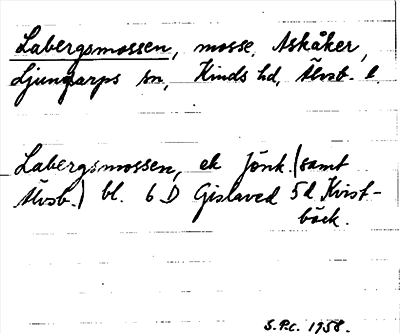 Labergsmossen, mosse, Askåker,
Ljungarps sn, Kinds hd, Älvsb. l.
Labergsmossen, ek Jönk. (samt
Älvsb.) bl. 6 D Gislaved 5d Kvist-
bäck.
S.P.C. 1958.